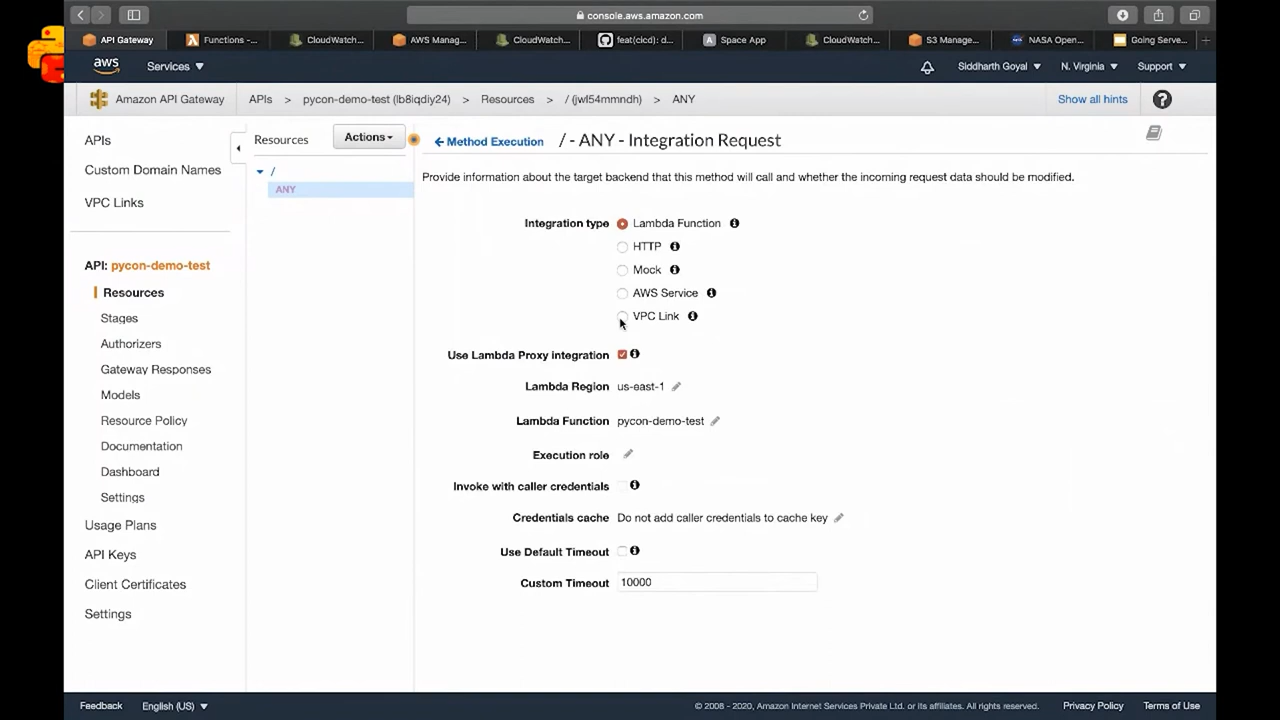 console.aws.amazon.com
API Gateway
Functions -...
CloudWatch...
AWS Manag...
CloudWatch...
feat(clcd): d...
Space App
CloudWatch...
S3 Manage...
NASA Open...
Going Serve...
aws Services Siddharth Goyal N. Virginia Support
Amazon API Gateway APIs > pycon-demo-test (lb8iqdiy24) > Resources > / (jwl54mmndh) > ANY Show all hints ?
APIs
Custom Domain Names
VPC Links
API: pycon-demo-test
Resources
Stages
Authorizers
Gateway Responses
Models
Resource Policy
Documentation
Dashboard
Settings
Usage Plans
API Keys
Client Certificates
Settings
Resources Actions
/
ANY
Method Execution / - ANY - Integration Request
Provide information about the target backend that this method will call and whether the incoming request data should be modified.
Integration type Lambda Function
HTTP
Mock
AWS Service
VPC Link
Use Lambda Proxy integration
Lambda Region us-east-1
Lambda Function pycon-demo-test
Execution role
Invoke with caller credentials
Credentials cache Do not add caller credentials to cache key
Use Default Timeout
Custom Timeout 10000
Feedback English (US) © 2008 - 2020, Amazon Internet Services Private Ltd. or its affiliates. All rights reserved. Privacy Policy Terms of Use